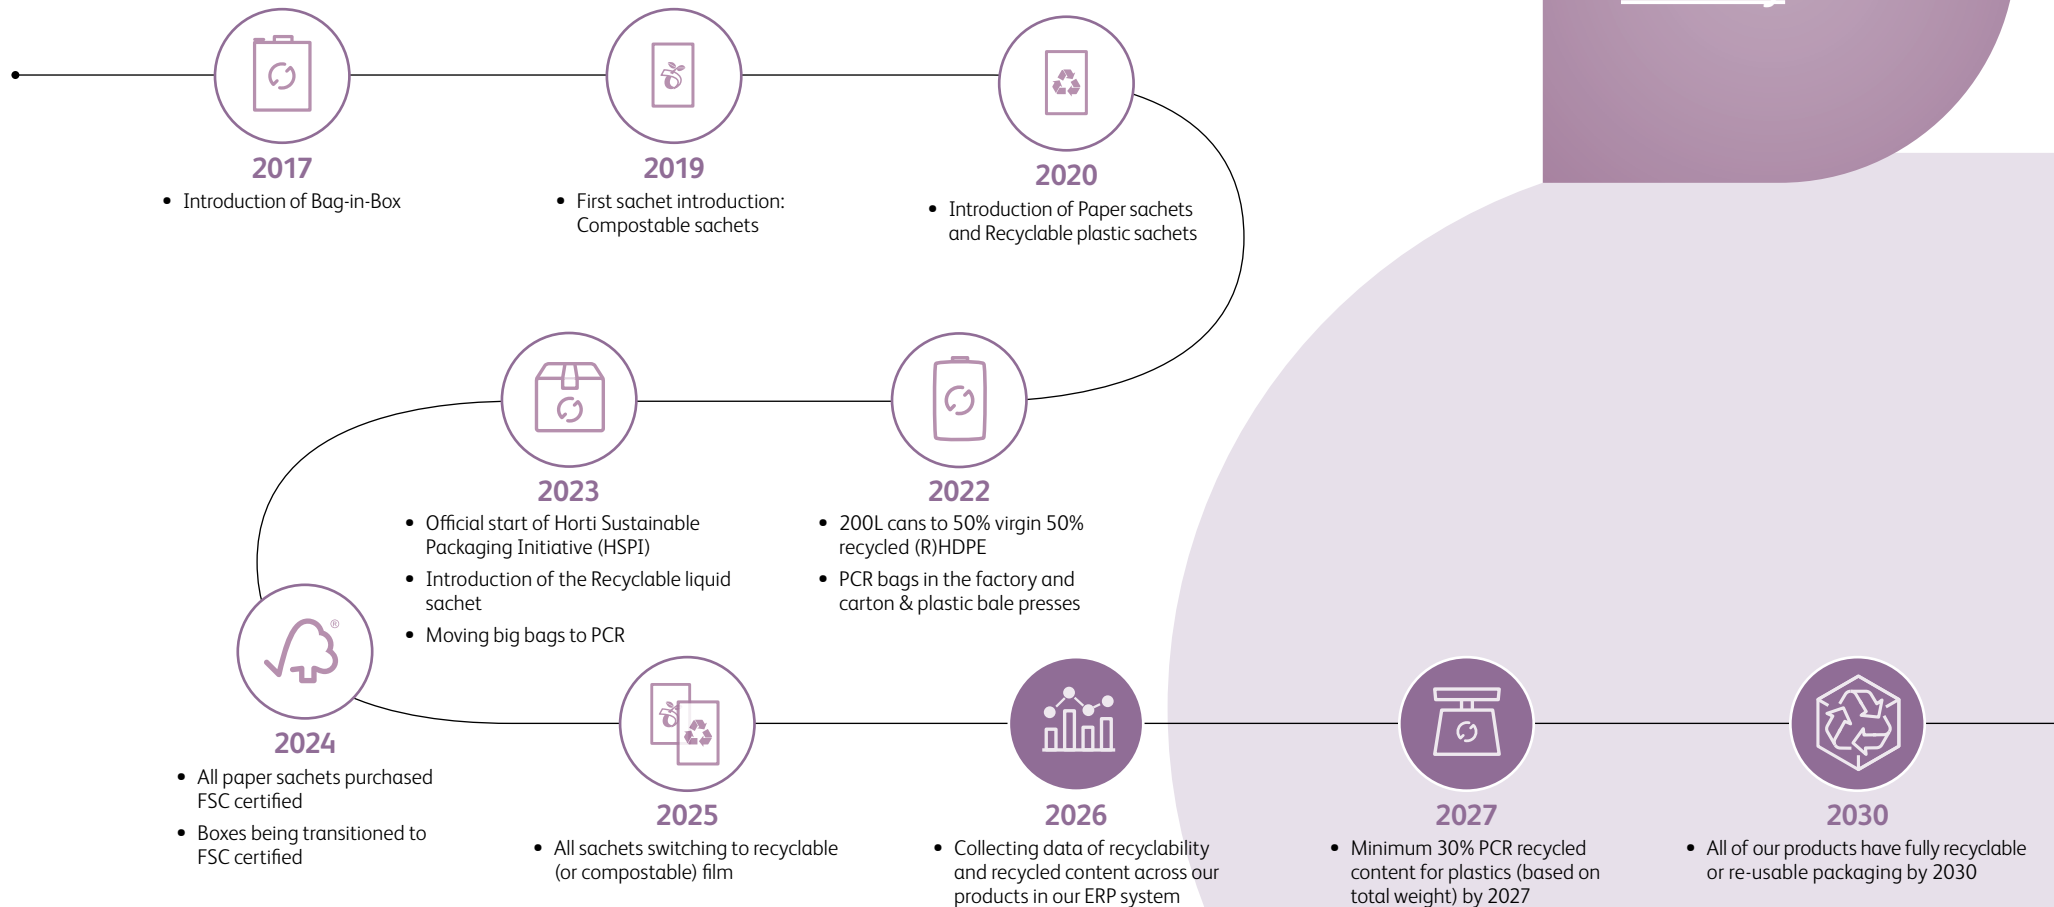 2017
• Introduction of Bag-in-Box
2019
• First sachet introduction:
Compostable sachets
2020
• Introduction of Paper sachets
and Recyclable plastic sachets
2022
• 200L cans to 50% virgin 50%
recycled (R)HDPE
• PCR bags in the factory and
carton & plastic bale presses
2023
• Official start of Horti Sustainable
Packaging Initiative (HSPI)
• Introduction of the Recyclable liquid
sachet
• Moving big bags to PCR
®
2024
• All paper sachets purchased
FSC certified
• Boxes being transitioned to
FSC certified
2025
• All sachets switching to recyclable
(or compostable) film
2026
• Collecting data of recyclability
and recycled content across our
products in our ERP system
2027
• Minimum 30% PCR recycled
content for plastics (based on
total weight) by 2027
2030
• All of our products have fully recyclable
or re-usable packaging by 2030